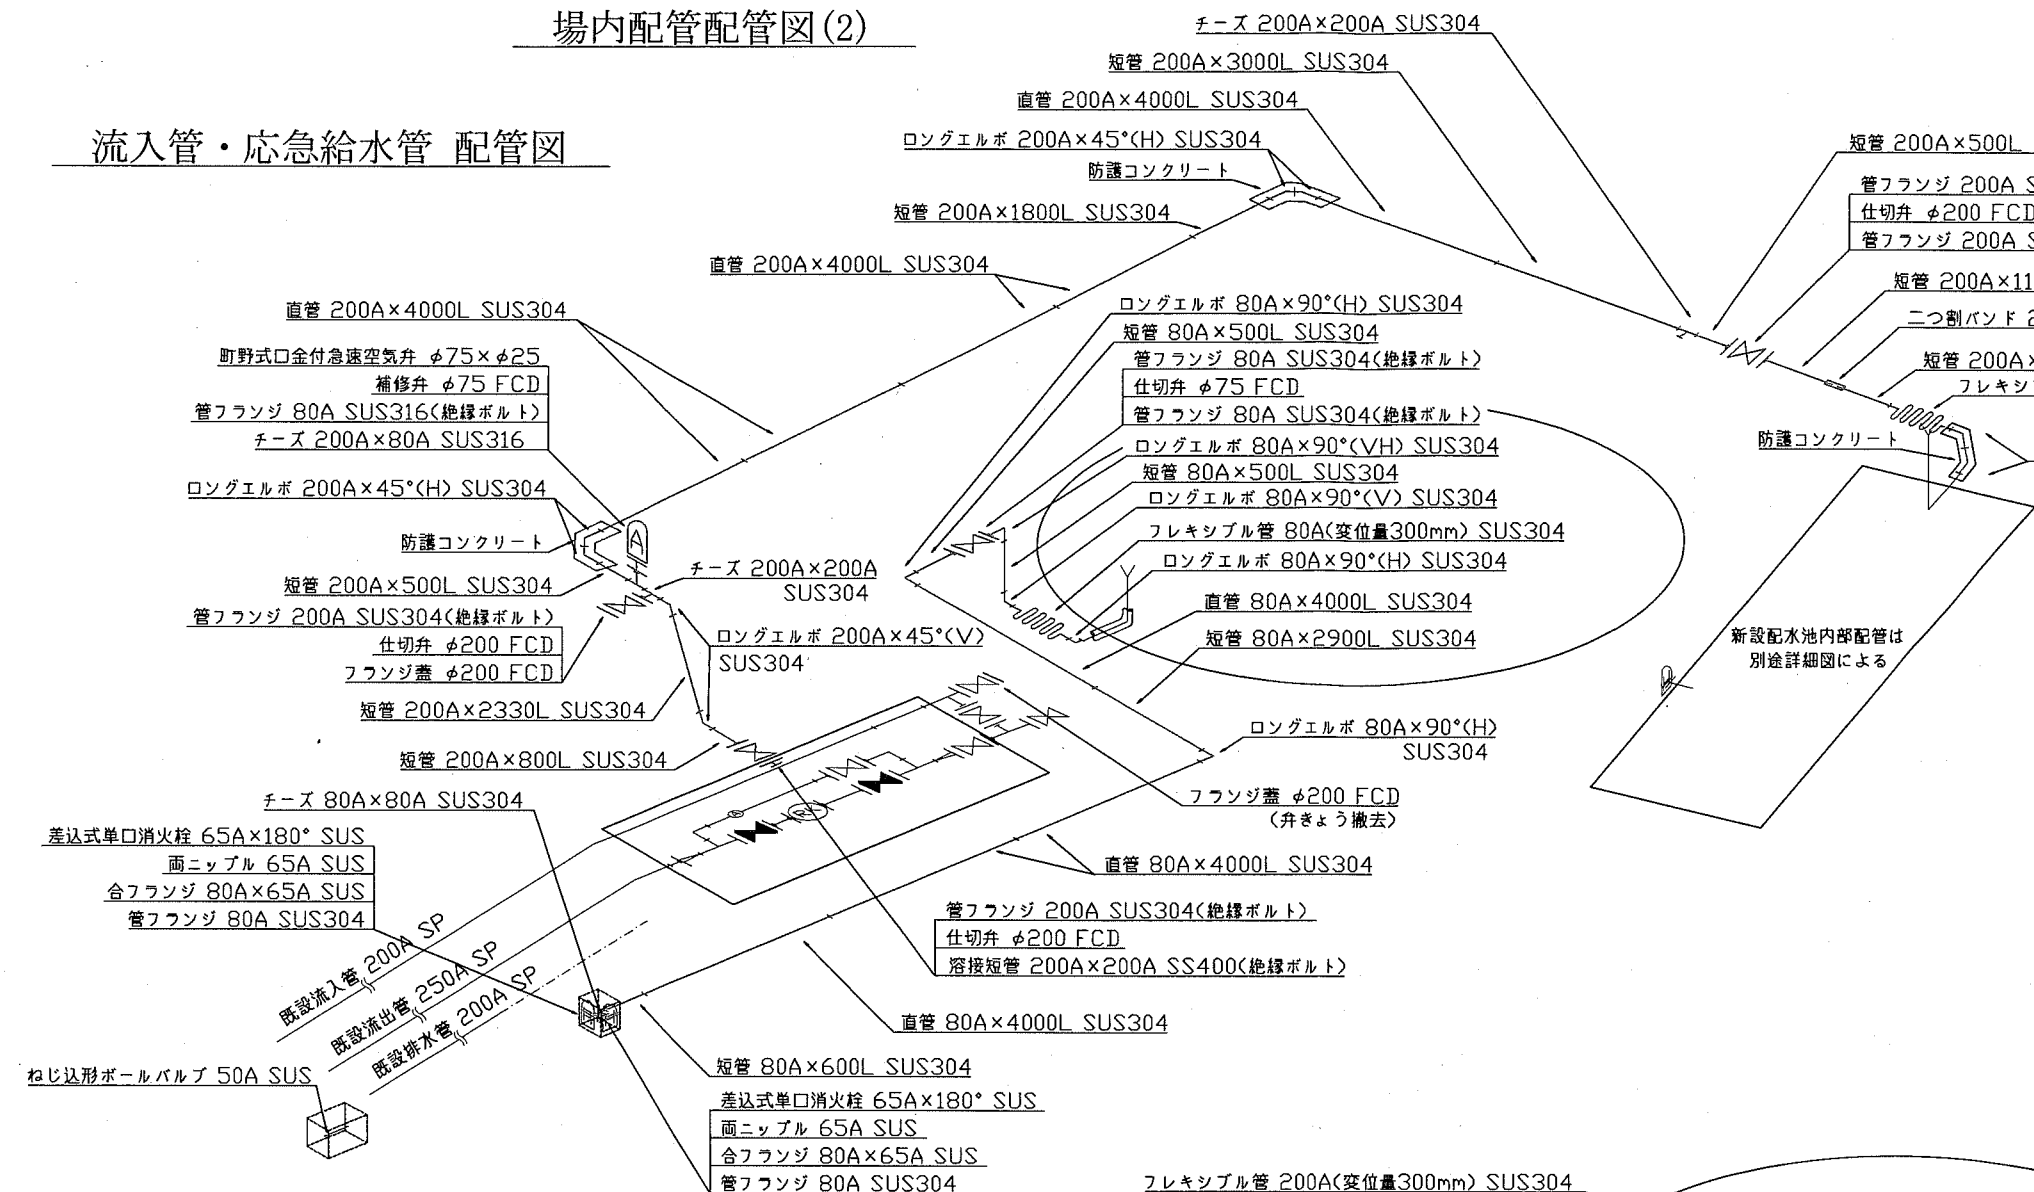 場内配管配管図(2)
流入管・応急給水管 配管図
チーズ 200A×200A SUS304
短管 200A×3000L SUS304
直管 200A×4000L SUS304
ロングエルボ 200A×45°(H) SUS304
防護コンクリート
短管 200A×1800L SUS304
直管 200A×4000L SUS304
直管 200A×4000L SUS304
町野式口金付急速空気弁 φ75×φ25
補修弁 φ75 FCD
管フランジ 80A SUS316(絶縁ボルト)
チーズ 200A×80A SUS316
ロングエルボ 200A×45°(H) SUS304
防護コンクリート
A
短管 200A×500L SUS304
管フランジ 200A SUS304(絶縁ボルト)
仕切弁 φ200 FCD
フランジ蓋 φ200 FCD
短管 200A×2330L SUS304
短管 200A×800L SUS304
チーズ 200A×200A
SUS304
ロングエルボ 200A×45°(V)
SUS304
ロングエルボ 80A×90°(H) SUS304
短管 80A×500L SUS304
管フランジ 80A SUS304(絶縁ボルト)
仕切弁 φ75 FCD
管フランジ 80A SUS304(絶縁ボルト)
ロングエルボ 80A×90°(VH) SUS304
短管 80A×500L SUS304
ロングエルボ 80A×90°(V) SUS304
フレキシブル管 80A(変位量300mm) SUS304
ロングエルボ 80A×90°(H) SUS304
直管 80A×4000L SUS304
短管 80A×2900L SUS304
ロングエルボ 80A×90°(H)
SUS304
短管 200A×500L
管フランジ 200A S
仕切弁 φ200 FCD
管フランジ 200A S
短管 200A×11
二つ割バンド 2
短管 200A×
フレキシ
防護コンクリート
新設配水池内部配管は
別途詳細図による
フランジ蓋 φ200 FCD
(弁きょう撤去)
直管 80A×4000L SUS304
管フランジ 200A SUS304(絶縁ボルト)
仕切弁 φ200 FCD
溶接短管 200A×200A SS400(絶縁ボルト)
直管 80A×4000L SUS304
チーズ 80A×80A SUS304
差込式単口消火栓 65A×180° SUS
両ニップル 65A SUS
合フランジ 80A×65A SUS
管フランジ 80A SUS304
既設流入管 200A SP
既設流出管 250A SP
既設排水管 200A SP
ねじ込形ボールバルブ 50A SUS
短管 80A×600L SUS304
差込式単口消火栓 65A×180° SUS
両ニップル 65A SUS
合フランジ 80A×65A SUS
管フランジ 80A SUS304
フレキシブル管 200A(変位量300mm) SUS304